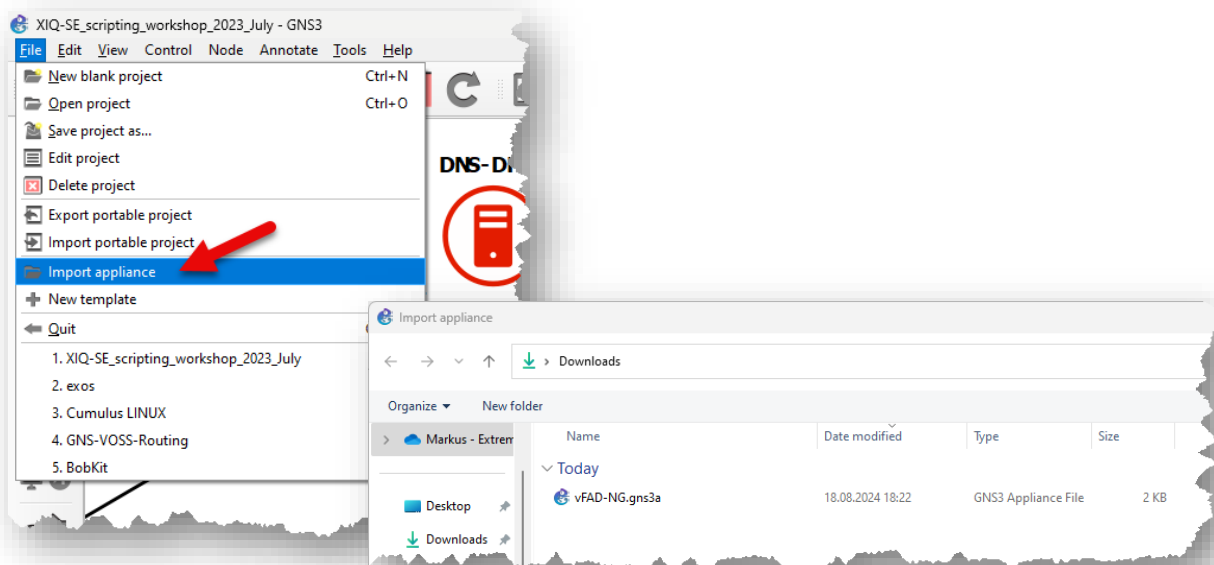 XIQ-SE_scripting_workshop_2023_July - GNS3
File Edit View Control Node Annotate Tools Help
New blank project Ctrl+N
Open project Ctrl+O
Save project as...
Edit project
Delete project
DNS-
Export portable project
Import portable project
Import appliance
New template
Quit
1. XIQ-SE_scripting_workshop_2023_July
2. exos
3. Cumulus LINUX
4. GNS-VOSS-Routing
5. BobKit
Import appliance
Downloads
Organize New folder
Markus - Extrem
Name Date modified Type Size
Today
vFAD-NG.gns3a 18.08.2024 18:22 GNS3 Appliance File 2 KB
Desktop
Downloads